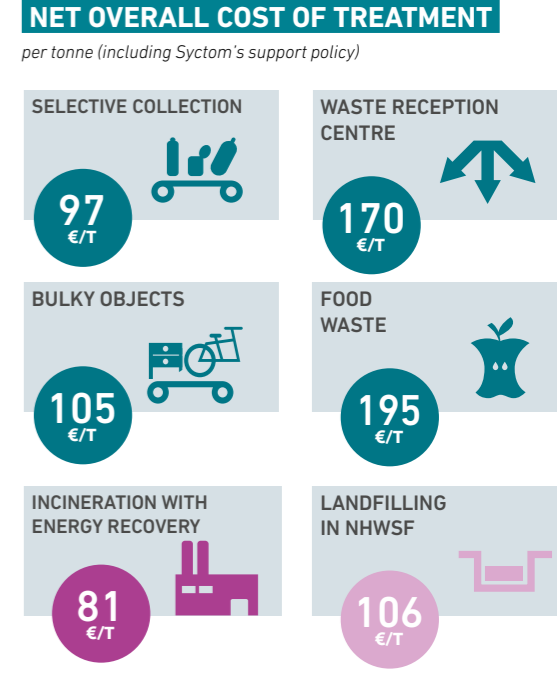 NET OVERALL COST OF TREATMENT
per tonne (including Syctom's support policy)
SELECTIVE COLLECTION
97
€/T
WASTE RECEPTION
CENTRE
170
€/T
BULKY OBJECTS
105
€/T
FOOD
WASTE
195
€/T
INCINERATION WITH
ENERGY RECOVERY
81
€/T
LANDFILLING
IN NHWSF
106
€/T